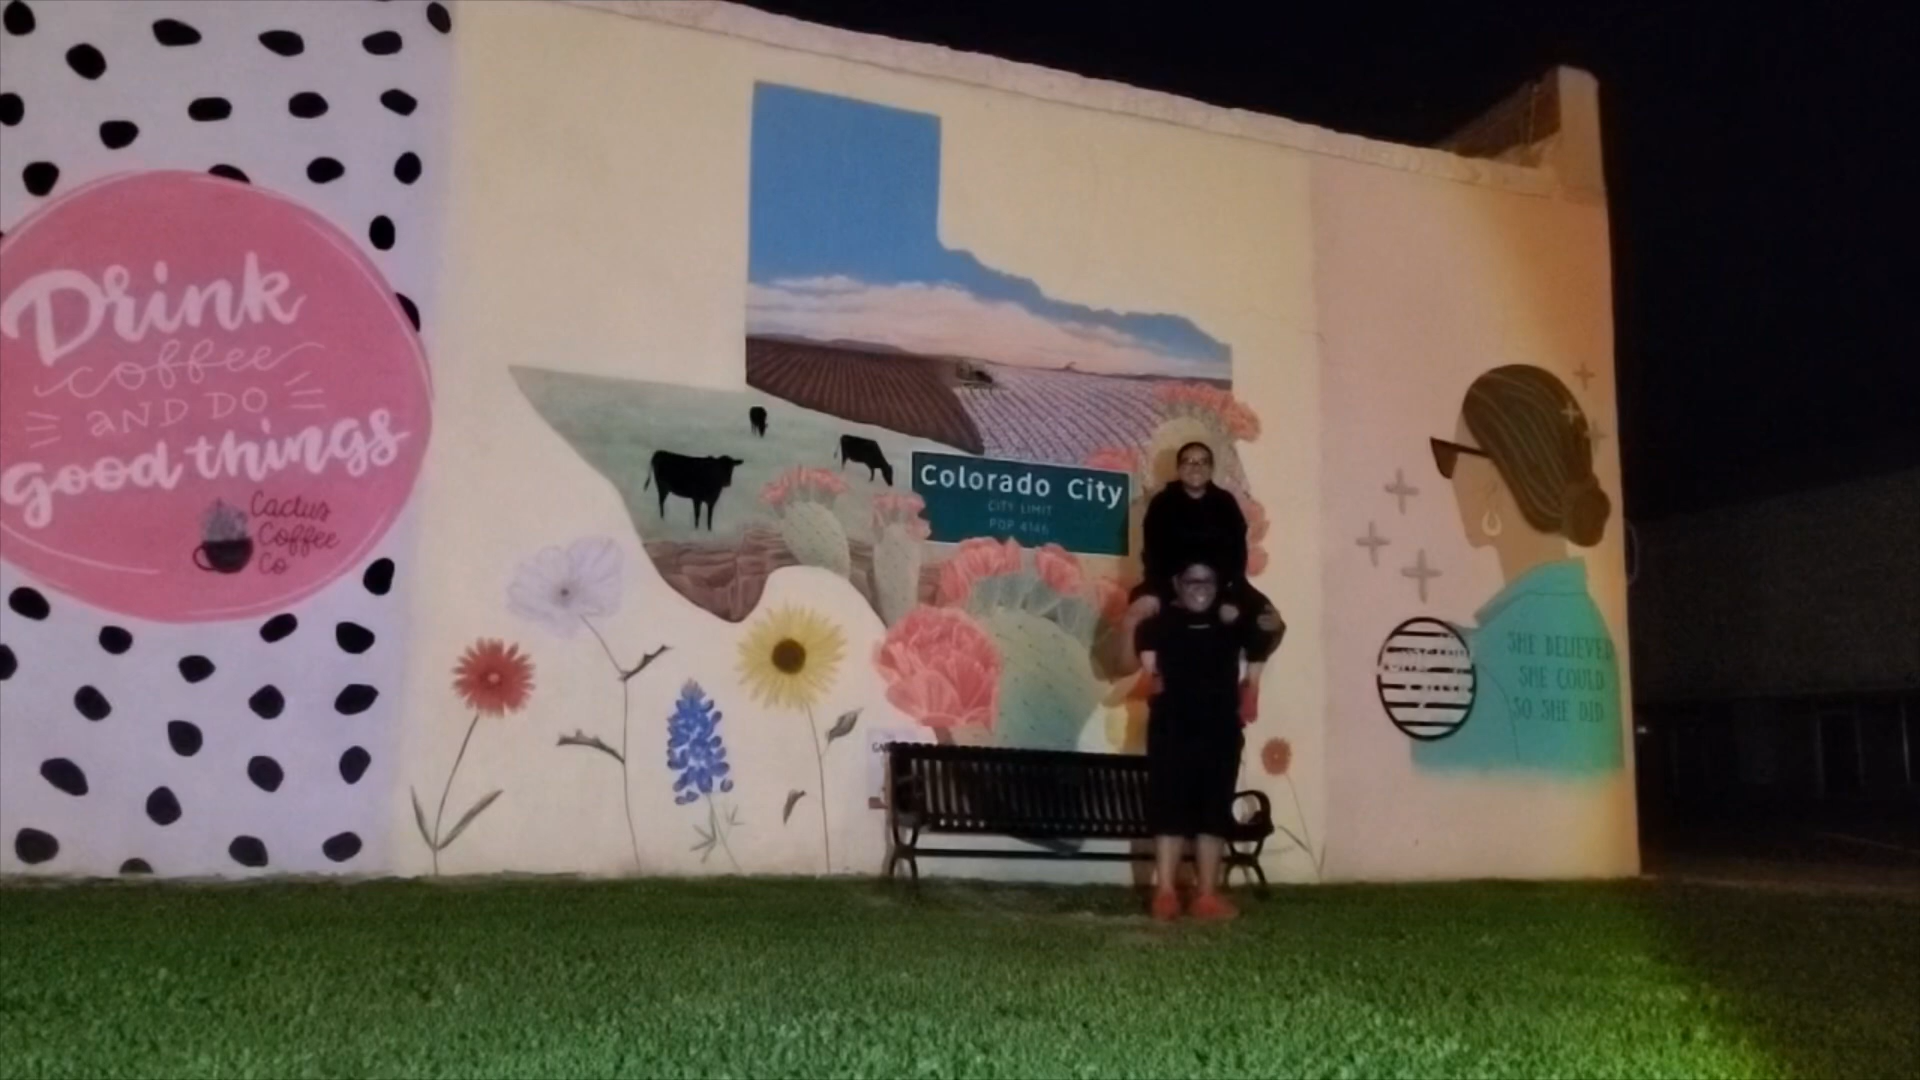 Drink
coffee
AND DO
good things
Cactus
Coffee
Co
Colorado City
CITY LIMIT
POP 4146
SHE BELIEVED
SHE COULD
SO SHE DID